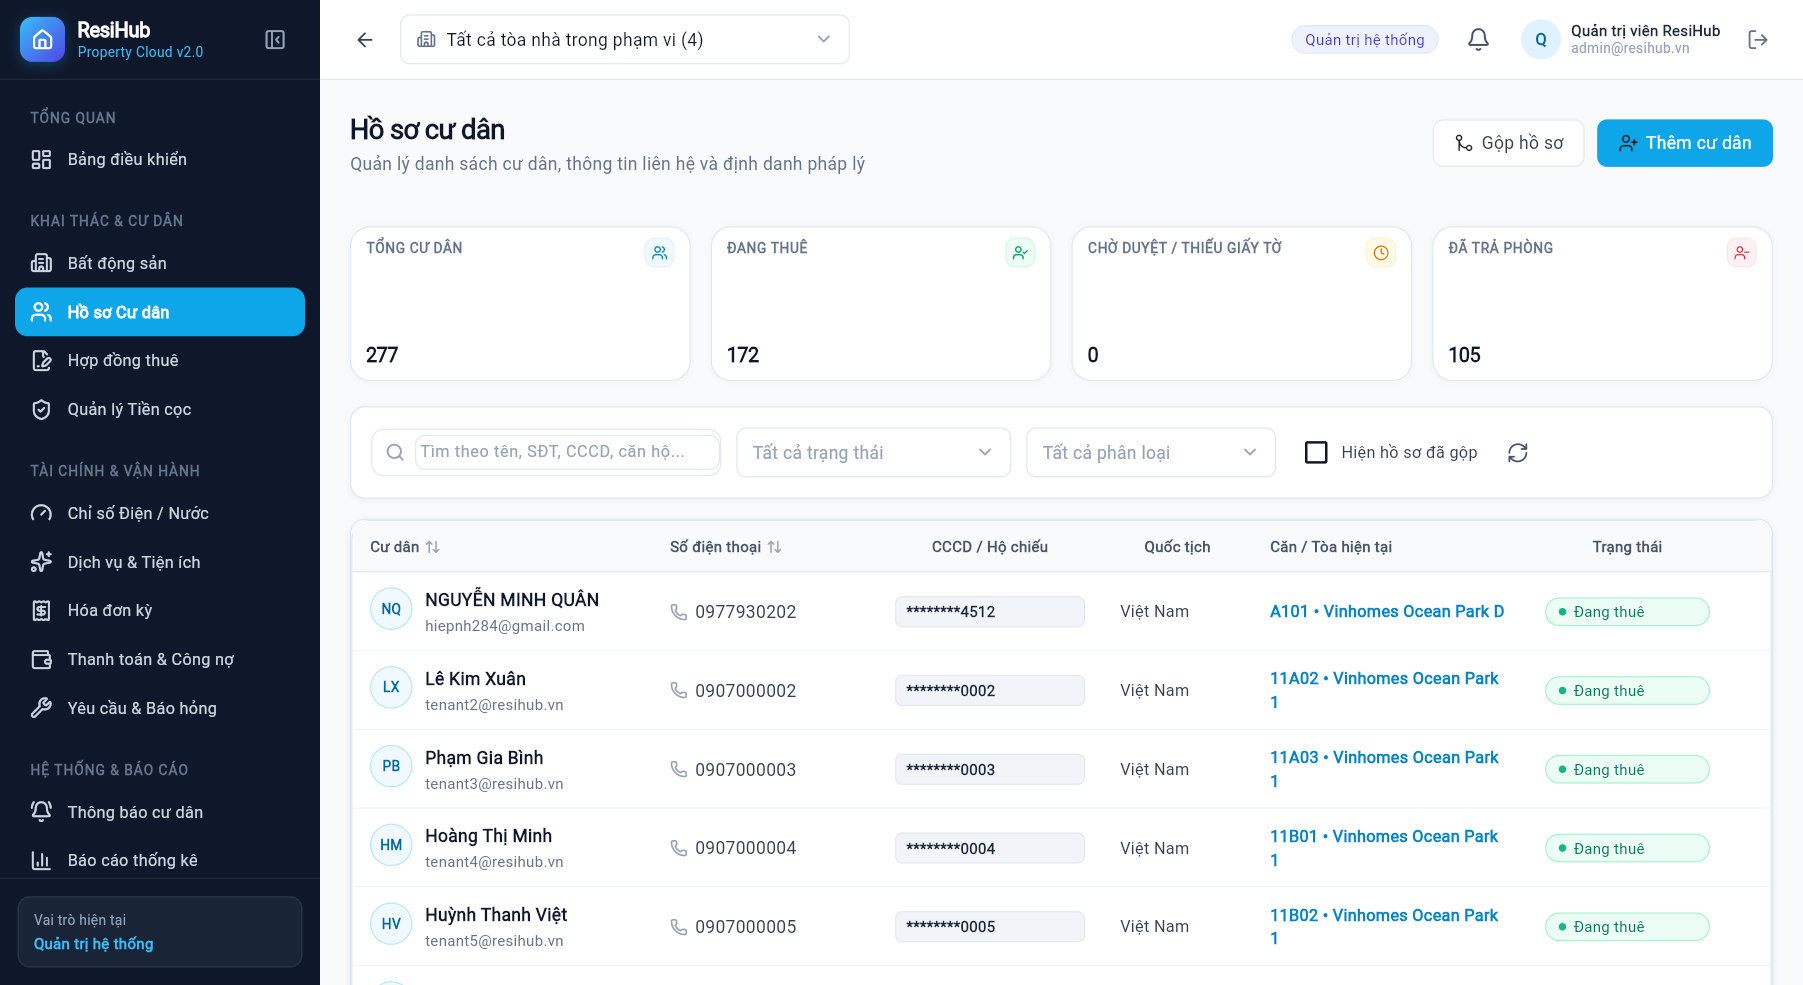 ResiHub
Property Cloud v2.0
TỔNG QUAN
Bảng điều khiển
KHAI THÁC & CƯ DÂN
Bất động sản
Hồ sơ Cư dân
Hợp đồng thuê
Quản lý Tiền cọc
TÀI CHÍNH & VẬN HÀNH
Chỉ số Điện / Nước
Dịch vụ & Tiện ích
Hóa đơn kỳ
Thanh toán & Công nợ
Yêu cầu & Báo hỏng
HỆ THỐNG & BÁO CÁO
Thông báo cư dân
Báo cáo thống kê
Vai trò hiện tại
Quản trị hệ thống
Tất cả tòa nhà trong phạm vi (4)
Quản trị hệ thống
Q
Quản trị viên ResiHub
admin@resihub.vn
Hồ sơ cư dân
Quản lý danh sách cư dân, thông tin liên hệ và định danh pháp lý
Gộp hồ sơ
Thêm cư dân
TỔNG CƯ DÂN
277
ĐANG THUÊ
172
CHỜ DUYỆT / THIẾU GIẤY TỜ
0
ĐÃ TRẢ PHÒNG
105
Tìm theo tên, SĐT, CCCD, căn hộ...
Tất cả trạng thái
Tất cả phân loại
Hiện hồ sơ đã gộp
Cư dân Số điện thoại CCCD / Hộ chiếu Quốc tịch Căn / Tòa hiện tại Trạng thái
NQ NGUYỄN MINH QUÂN
hiepnh284@gmail.com
0977930202 ********4512 Việt Nam A101 • Vinhomes Ocean Park D Đang thuê
LX Lê Kim Xuân
tenant2@resihub.vn
0907000002 ********0002 Việt Nam 11A02 • Vinhomes Ocean Park
1
Đang thuê
PB Phạm Gia Bình
tenant3@resihub.vn
0907000003 ********0003 Việt Nam 11A03 • Vinhomes Ocean Park
1
Đang thuê
HM Hoàng Thị Minh
tenant4@resihub.vn
0907000004 ********0004 Việt Nam 11B01 • Vinhomes Ocean Park
1
Đang thuê
HV Huỳnh Thanh Việt
tenant5@resihub.vn
0907000005 ********0005 Việt Nam 11B02 • Vinhomes Ocean Park
1
Đang thuê